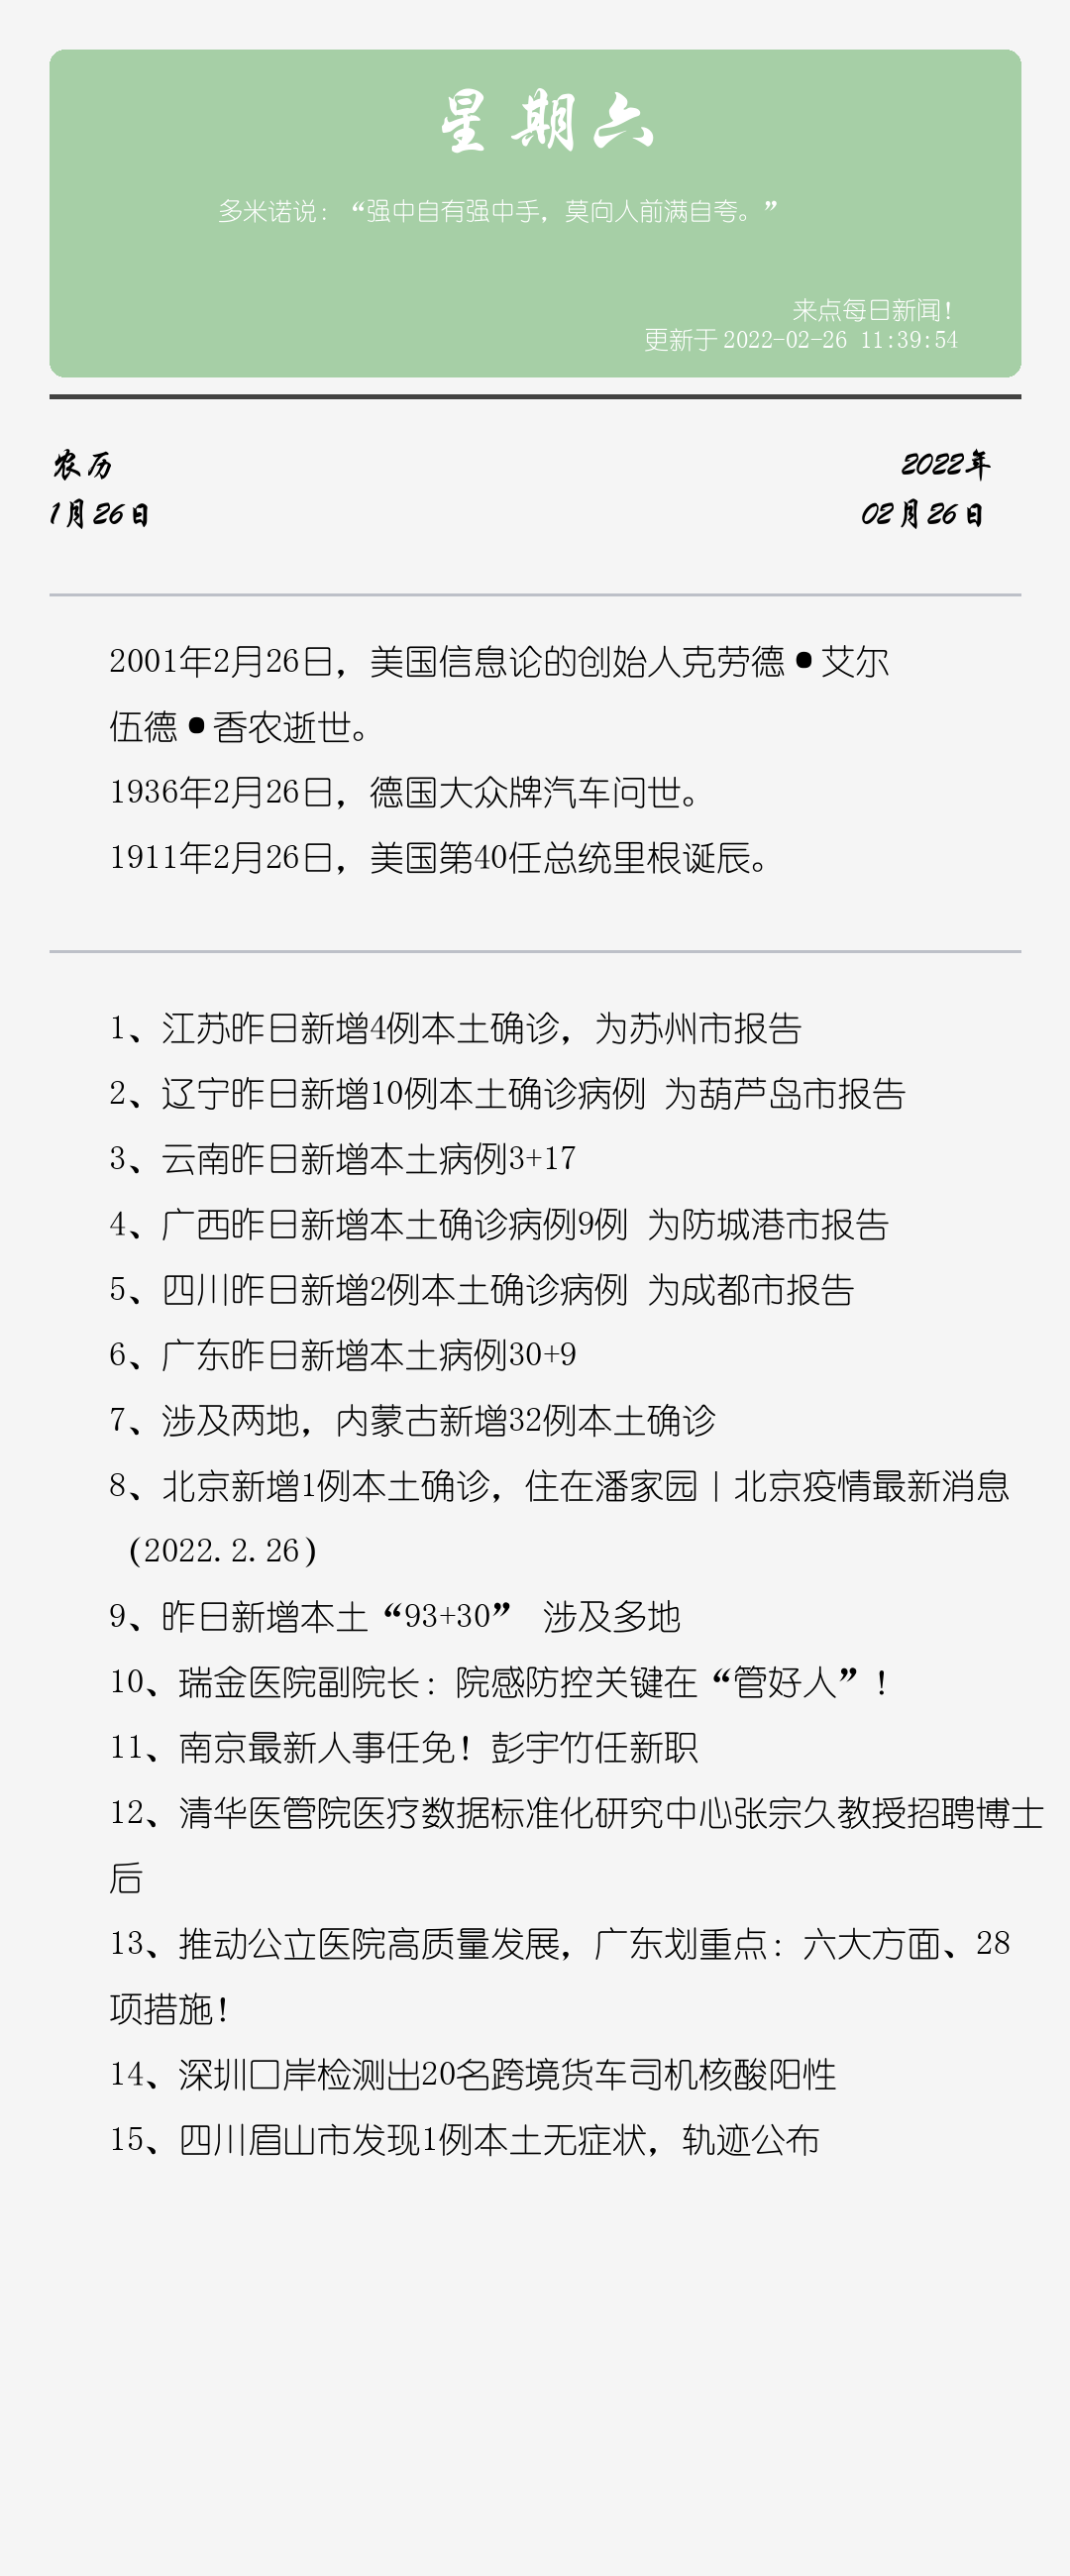 星期六
多米诺说：“强中自有强中手，莫向人前满自夸。”
来点每日新闻！
更新于 2022-02-26 11:39:54
农历
2022年
1月26日
02月26日
2001年2月26日，美国信息论的创始人克劳德•艾尔
伍德•香农逝世。
1936年2月26日，德国大众牌汽车问世。
1911年2月26日，美国第40任总统里根诞辰。
1、江苏昨日新增4例本土确诊，为苏州市报告
2、辽宁昨日新增10例本土确诊病例 为葫芦岛市报告
3、云南昨日新增本土病例3+17
4、广西昨日新增本土确诊病例9例 为防城港市报告
5、四川昨日新增2例本土确诊病例 为成都市报告
6、广东昨日新增本土病例30+9
7、涉及两地，内蒙古新增32例本土确诊
8、北京新增1例本土确诊，住在潘家园｜北京疫情最新消息
（2022.2.26）
9、昨日新增本土“93+30” 涉及多地
10、瑞金医院副院长：院感防控关键在“管好人”！
11、南京最新人事任免！彭宇竹任新职
12、清华医管院医疗数据标准化研究中心张宗久教授招聘博士
后
13、推动公立医院高质量发展，广东划重点：六大方面、28
项措施！
14、深圳口岸检测出20名跨境货车司机核酸阳性
15、四川眉山市发现1例本土无症状，轨迹公布